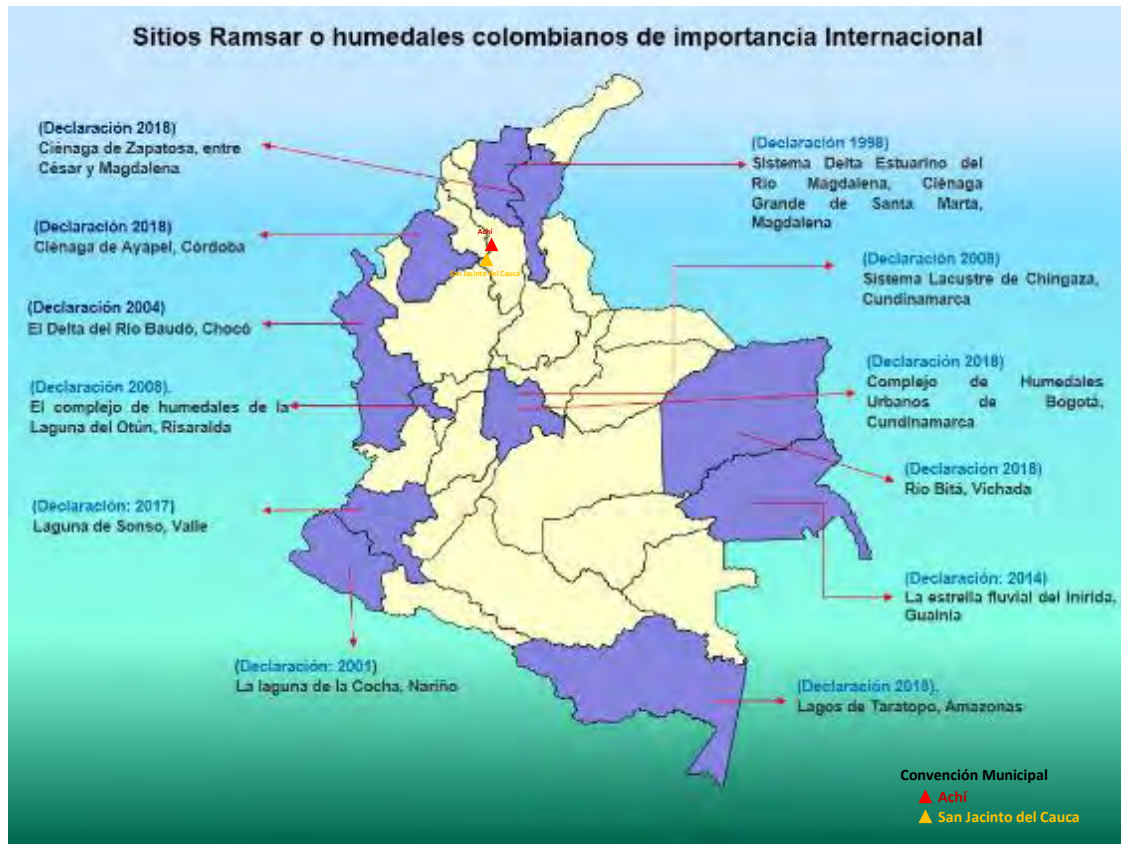 Sitios Ramsar o humedales colombianos de importancia Internacional
(Declaración 2018)
Ciénaga de Zapatosa, entre
César y Magdalena
(Declaración 2018)
Ciénaga de Ayapel, Córdoba
(Declaración 2004)
El Delta del Río Baudó, Chocó
(Declaración 2008).
El complejo de humedales de la
Laguna del Otún, Risaralda
(Declaración: 2017)
Laguna de Sonso, Valle
(Declaración: 2001)
La laguna de la Cocha, Nariño
Achí
San Jacinto del Cauca
(Declaración 1998)
Sistema Delta Estuarino del
Río Magdalena, Ciénaga
Grande de Santa Marta,
Magdalena
(Declaración 2008)
Sistema Lacustre de Chingaza,
Cundinamarca
(Declaración 2018)
Complejo de Humedales
Urbanos de Bogotá,
Cundinamarca
(Declaración 2018)
Río Bitá, Vichada
(Declaración: 2014)
La estrella fluvial del Inírida,
Guainía
(Declaración 2018).
Lagos de Taratopo, Amazonas
Convención Municipal
Achí
San Jacinto del Cauca